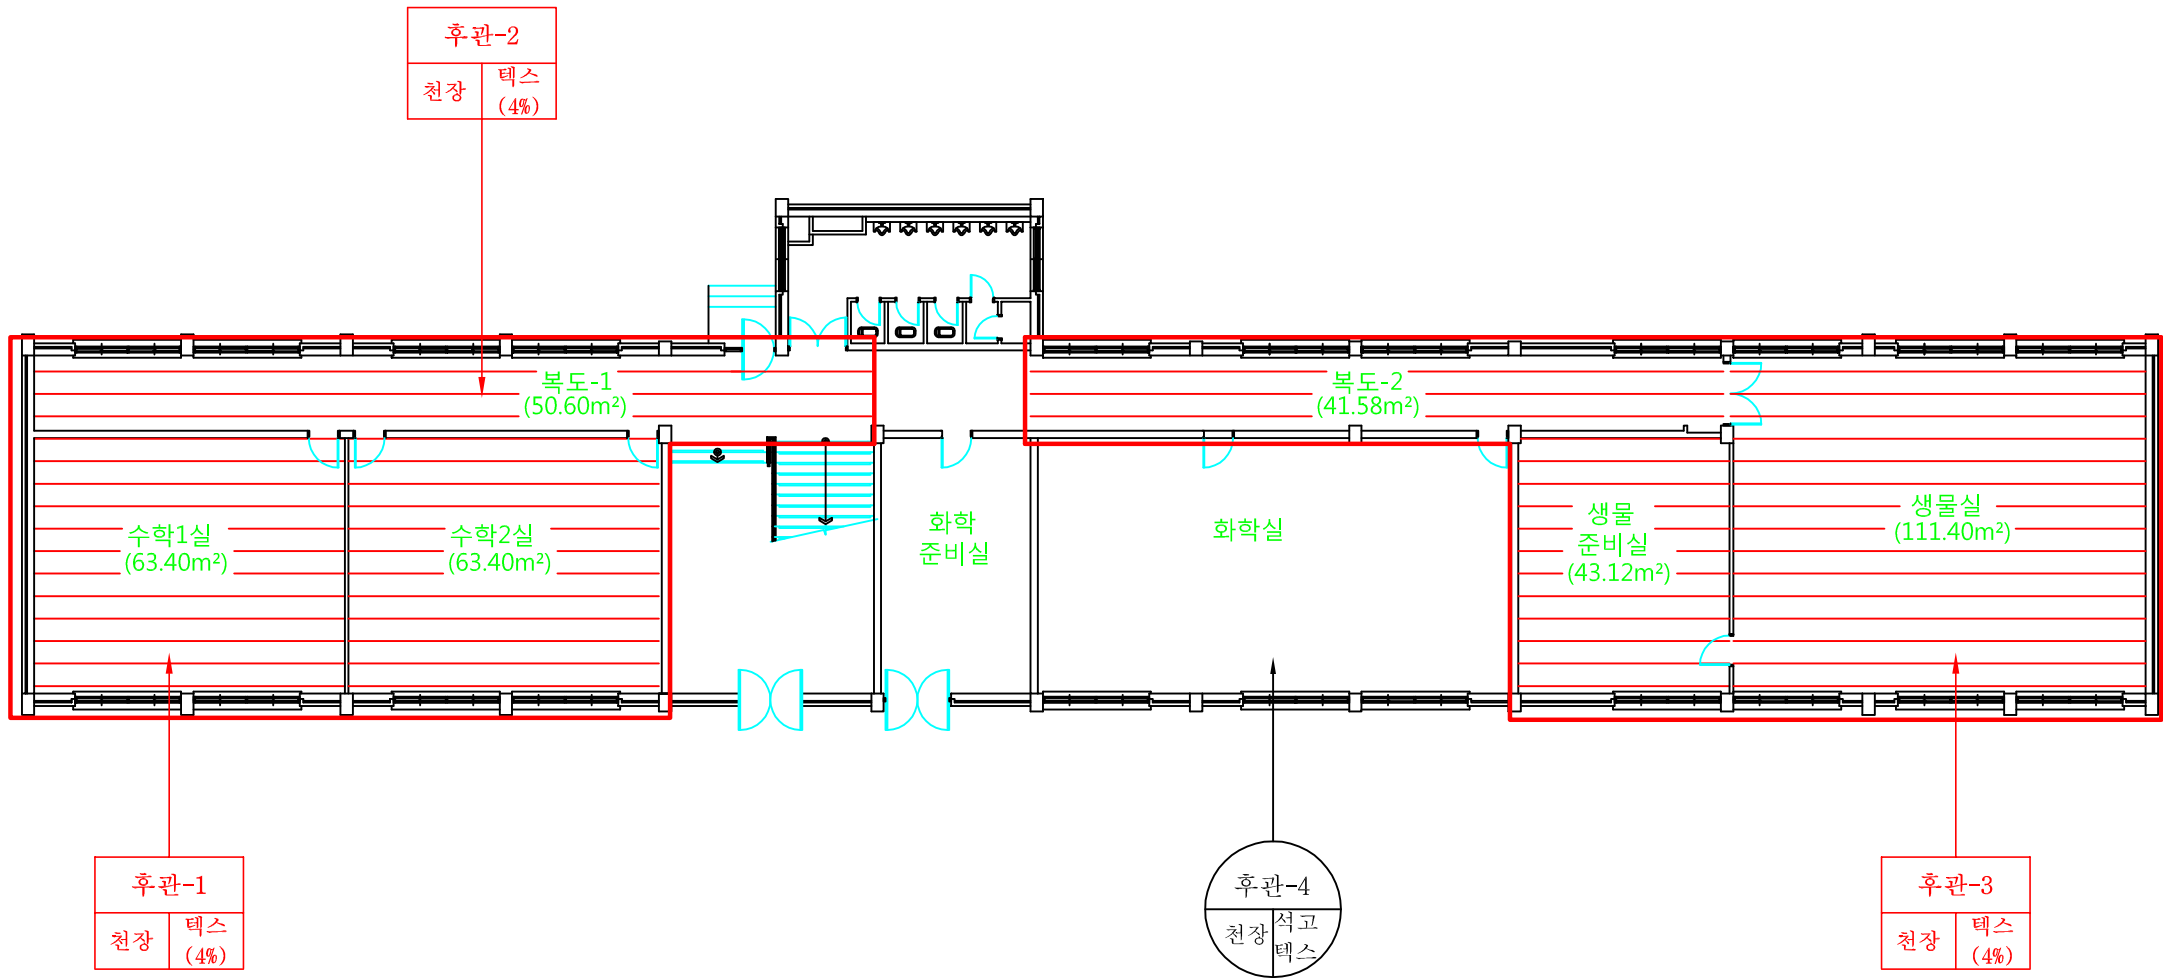 후관-2
천장
텍스
(4%)
복도-1
(50.60m²)
복도-2
(41.58m²)
수학1실
(63.40m²)
수학2실
(63.40m²)
화학
준비실
화학실
생물
준비실
(43.12m²)
생물실
(111.40m²)
후관-1
천장
텍스
(4%)
후관-4
천장
석고
텍스
후관-3
천장
텍스
(4%)